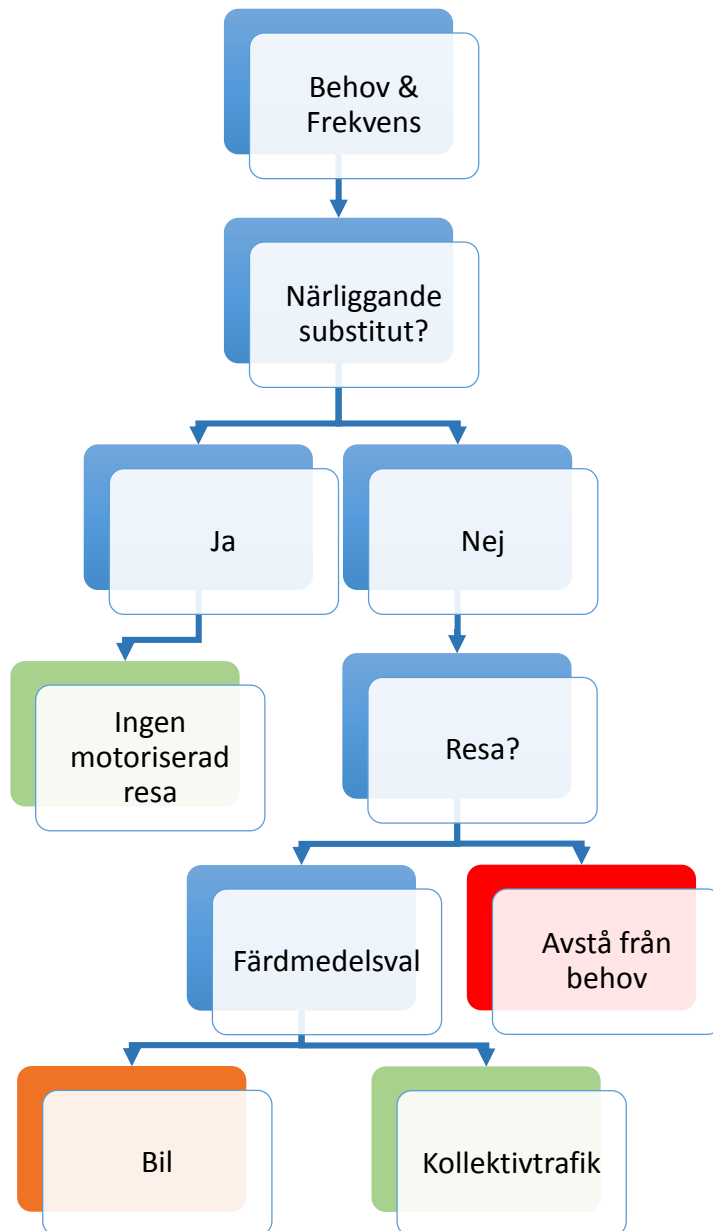 Behov &
Frekvens
Närliggande
substitut?
Ja
Nej
Ingen
motoriserad
resa
Resa?
Färdmedelsval
Avstå från
behov
Bil
Kollektivtrafik